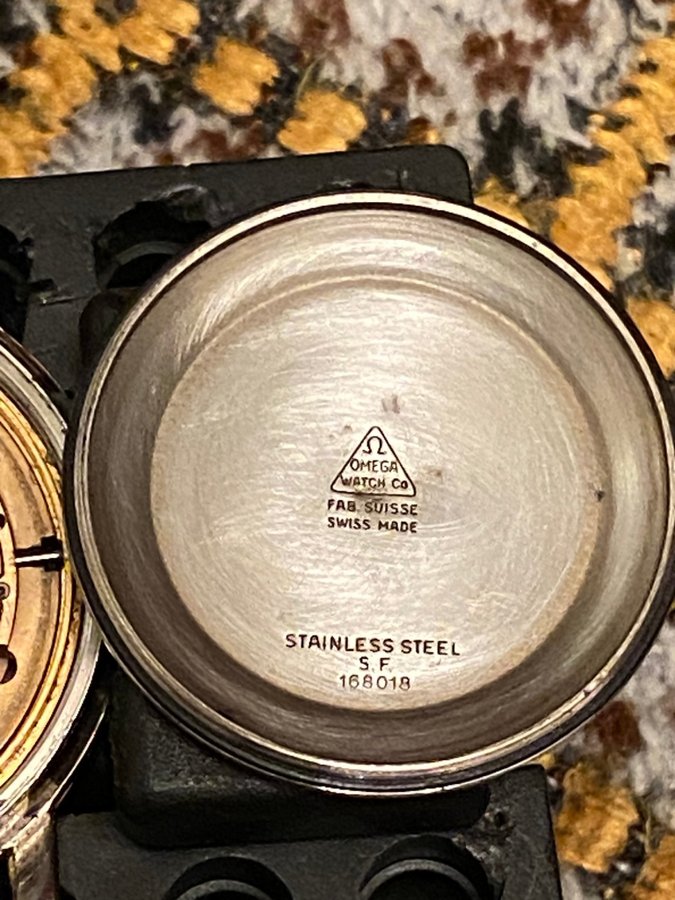 Ω
OMEGA
WATCH Co
FAB. SUISSE
SWISS MADE
STAINLESS STEEL
S.F.
168018